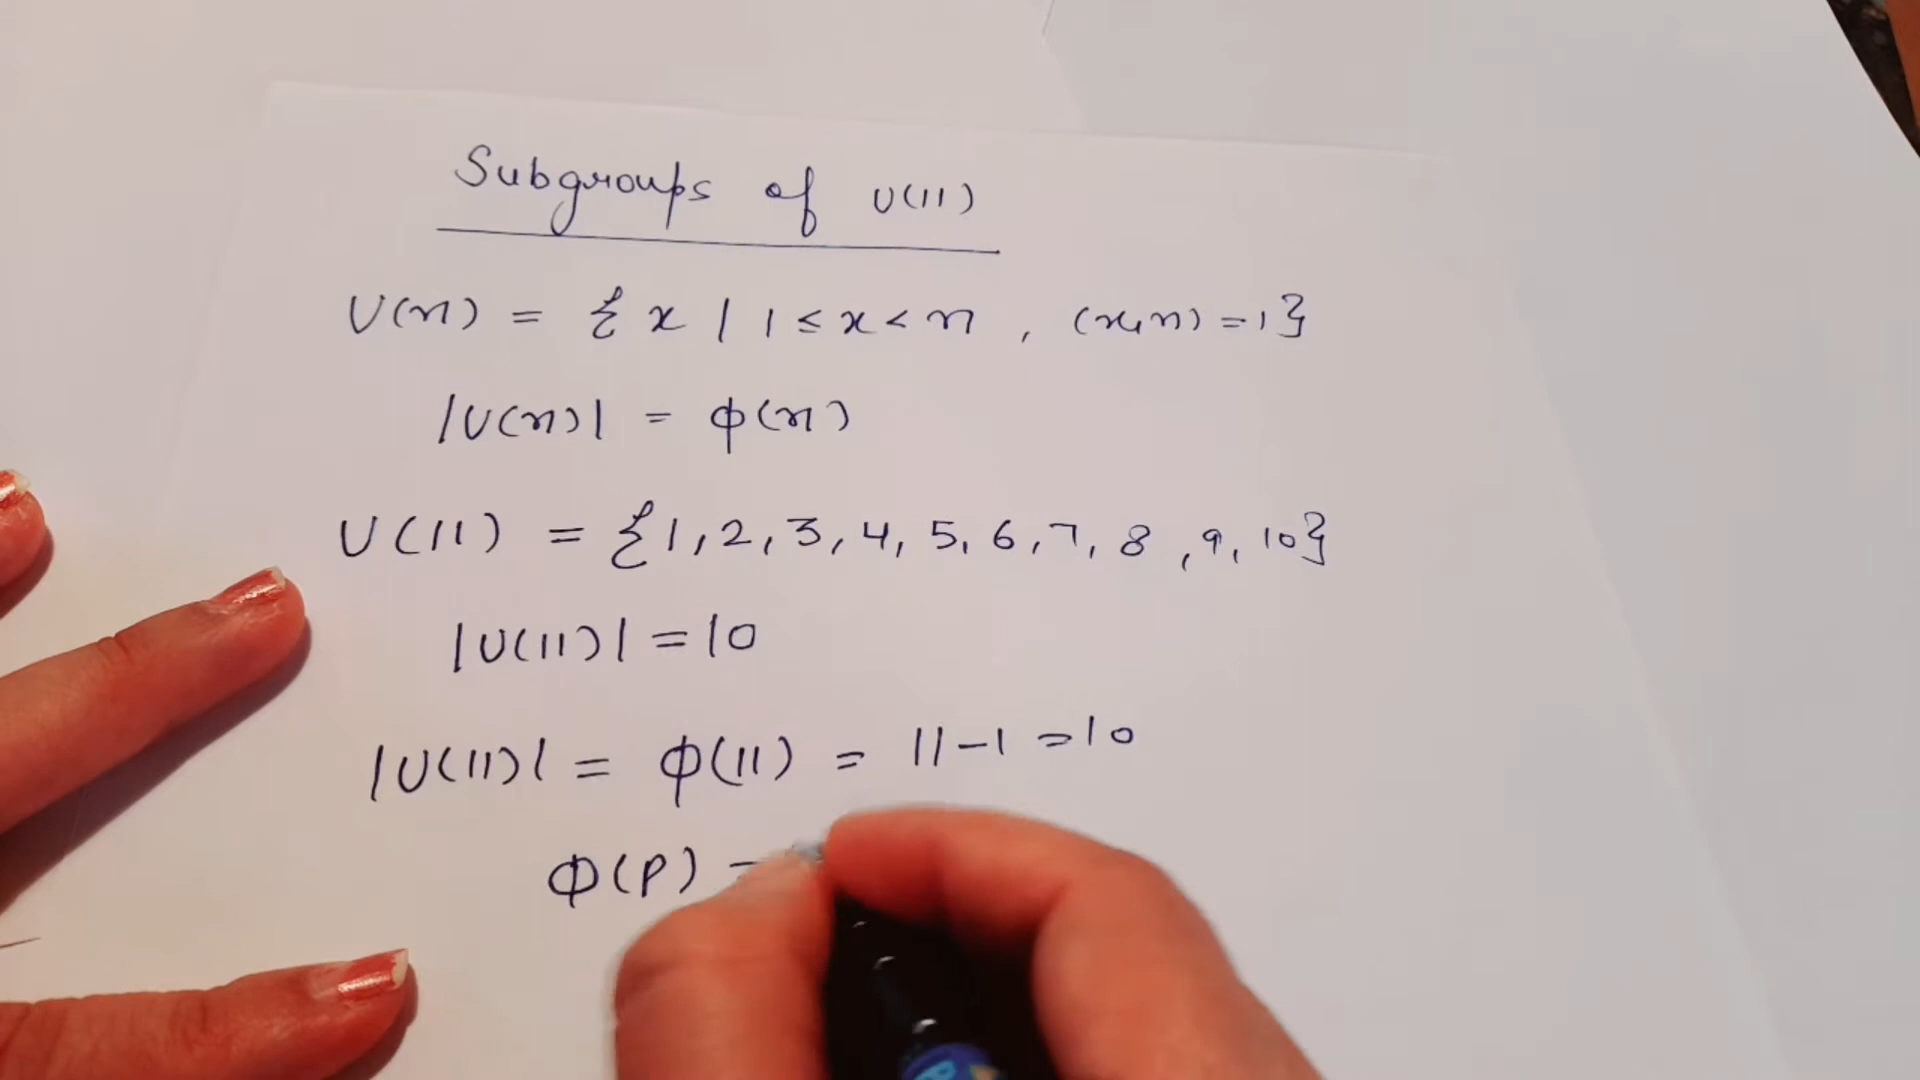 Subgroups of U(11)
U(n) = { x | 1 ≤ x < n , (x, n) = 1 }
|U(n)| = ϕ(n)
U(11) = {1, 2, 3, 4, 5, 6, 7, 8, 9, 10}
|U(11)| = 10
|U(11)| = ϕ(11) = 11-1 = 10
ϕ(P) =